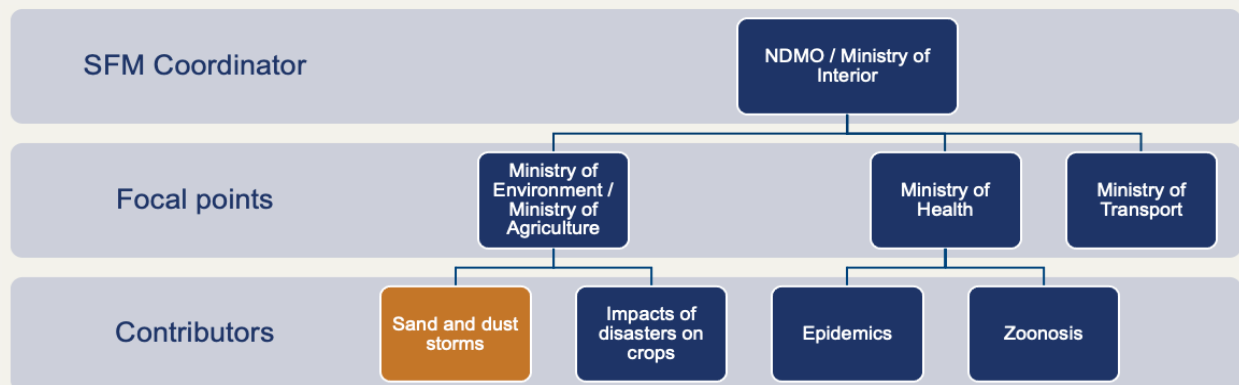 SFM Coordinator
NDMO / Ministry of
Interior
Focal points
Ministry of
Environment /
Ministry of
Agriculture
Ministry of
Health
Ministry of
Transport
Contributors
Sand and dust
storms
Impacts of
disasters on
crops
Epidemics
Zoonosis